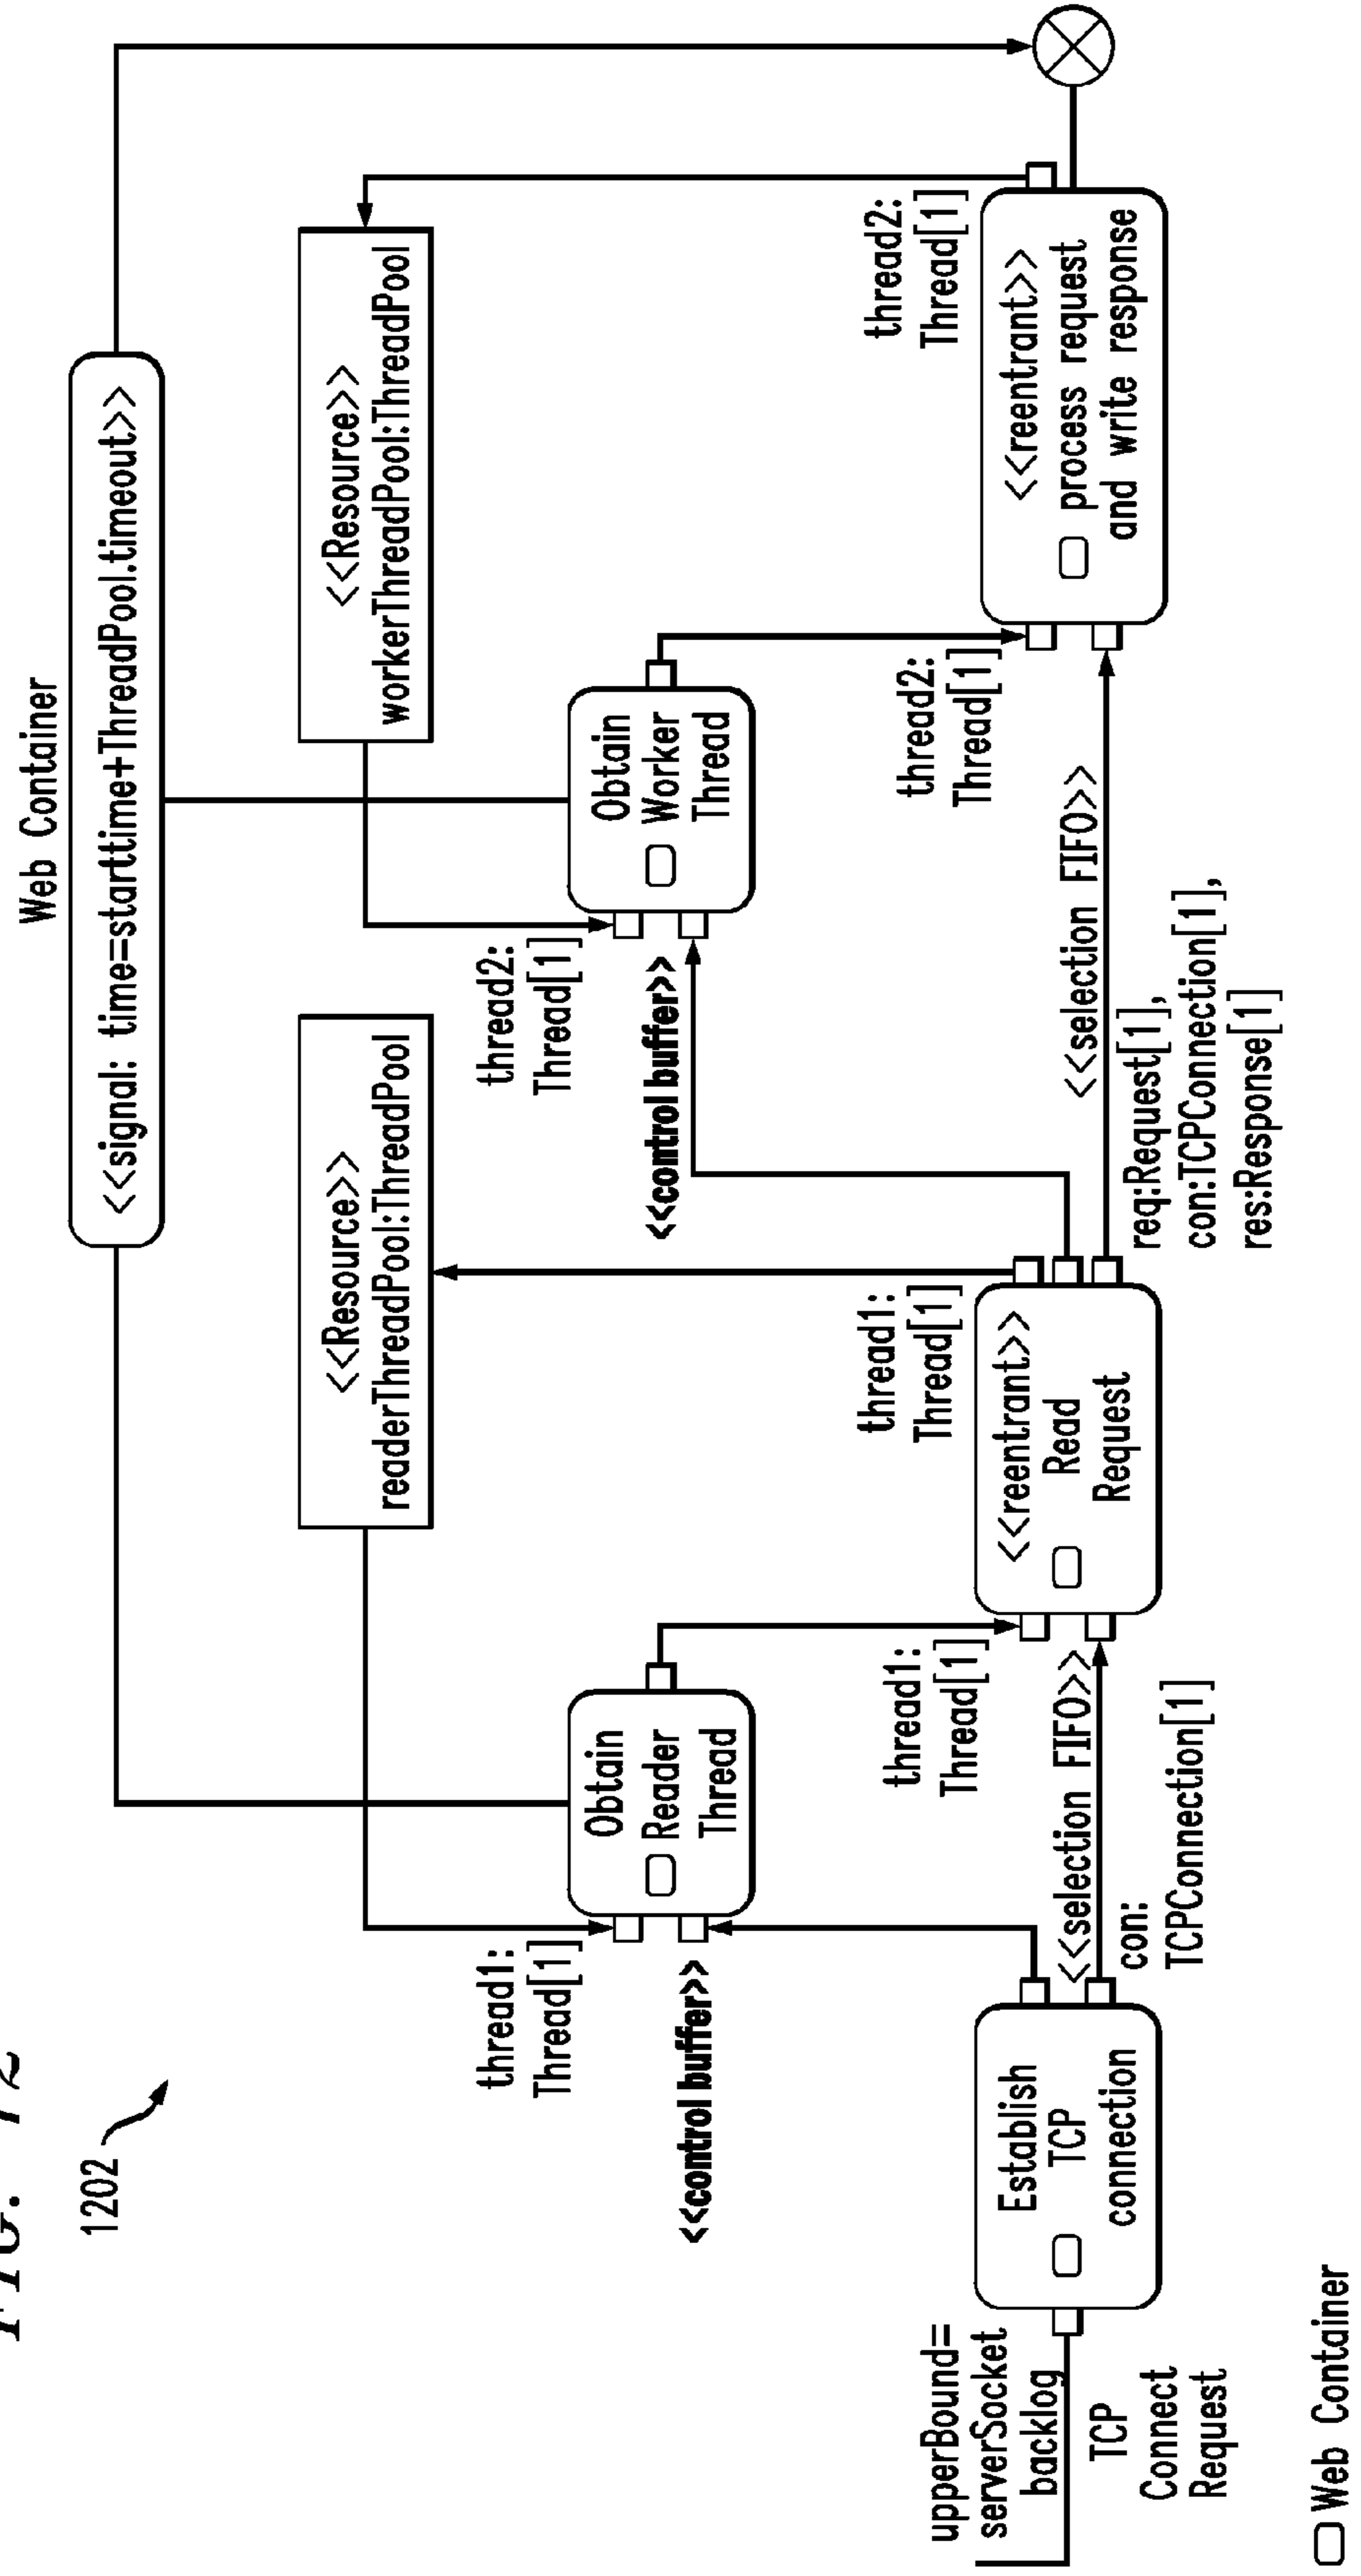 FIG. 12
1202
Web Container
<<signal: time=starttime+ThreadPool.timeout>>
<<Resource>>
readerThreadPool:ThreadPool
<<Resource>>
workerThreadPool:ThreadPool
thread1:
Thread[1]
<<control buffer>>
Obtain
Reader
Thread
thread2:
Thread[1]
<<control buffer>>
Obtain
Worker
Thread
upperBound=
serverSocket
backlog
TCP
Connect
Request
Establish
TCP
connection
<<selection FIFO>>
con:
TCPConnection[1]
thread1:
Thread[1]
<<reentrant>>
Read
Request
thread1:
Thread[1]
<<selection FIFO>>
req:Request[1],
con:TCPConnection[1],
res:Response[1]
thread2:
Thread[1]
<<reentrant>>
process request
and write response
thread2:
Thread[1]
Web Container